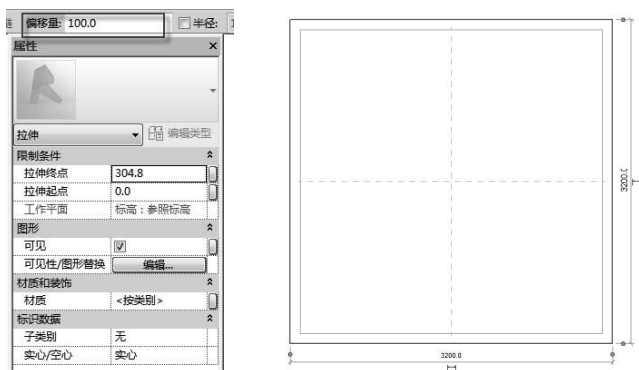 偏移量: 100.0
半径:
属性
拉伸
编辑类型
限制条件
拉伸终点 304.8
拉伸起点 0.0
工作平面 标高：参照标高
图形
可见
可见性/图形替换 编辑...
材质和装饰
材质 <按类别>
标识数据
子类别 无
实心/空心 实心
3200.0
3200.0